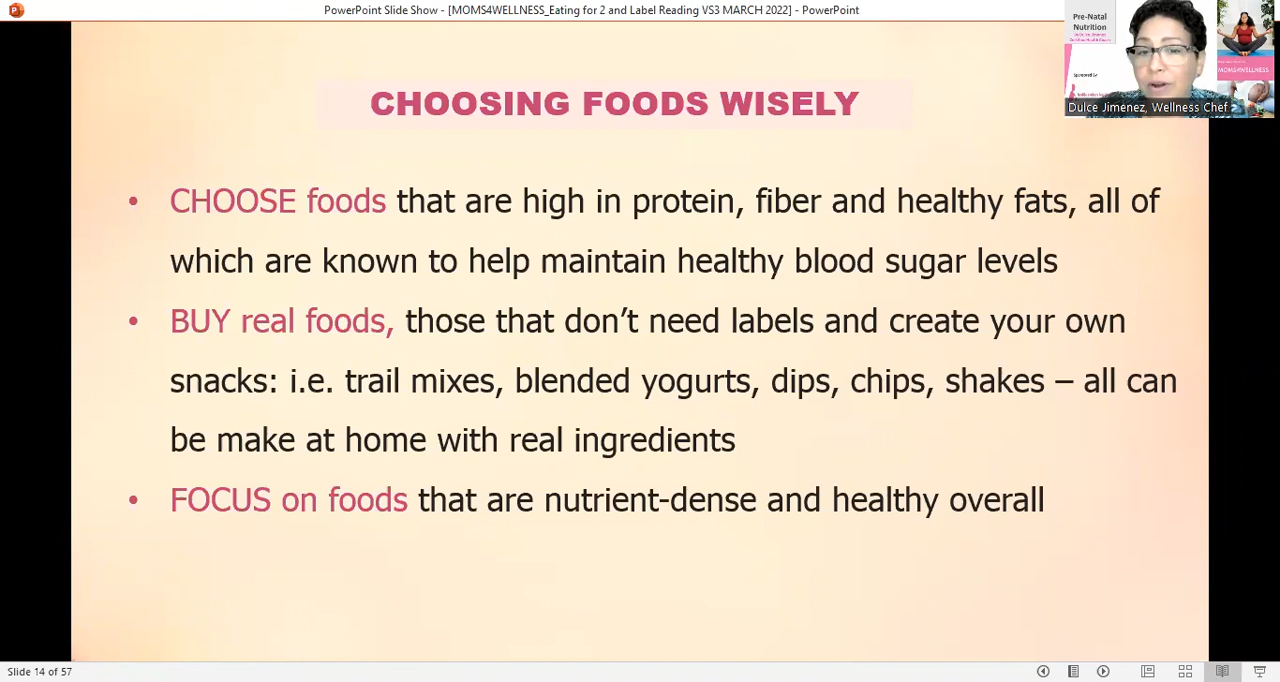 PowerPoint Slide Show - [MOMS4WELLNESS_Eating for 2 and Label Reading VS3 MARCH 2022] - PowerPoint
Pre-Natal
Nutrition
Sponsored By
MOMS4WELLNESS
Dulce Jimenez, Wellness Chef
CHOOSING FOODS WISELY
• CHOOSE foods that are high in protein, fiber and healthy fats, all of
which are known to help maintain healthy blood sugar levels
• BUY real foods, those that don’t need labels and create your own
snacks: i.e. trail mixes, blended yogurts, dips, chips, shakes – all can
be make at home with real ingredients
• FOCUS on foods that are nutrient-dense and healthy overall
Slide 14 of 57